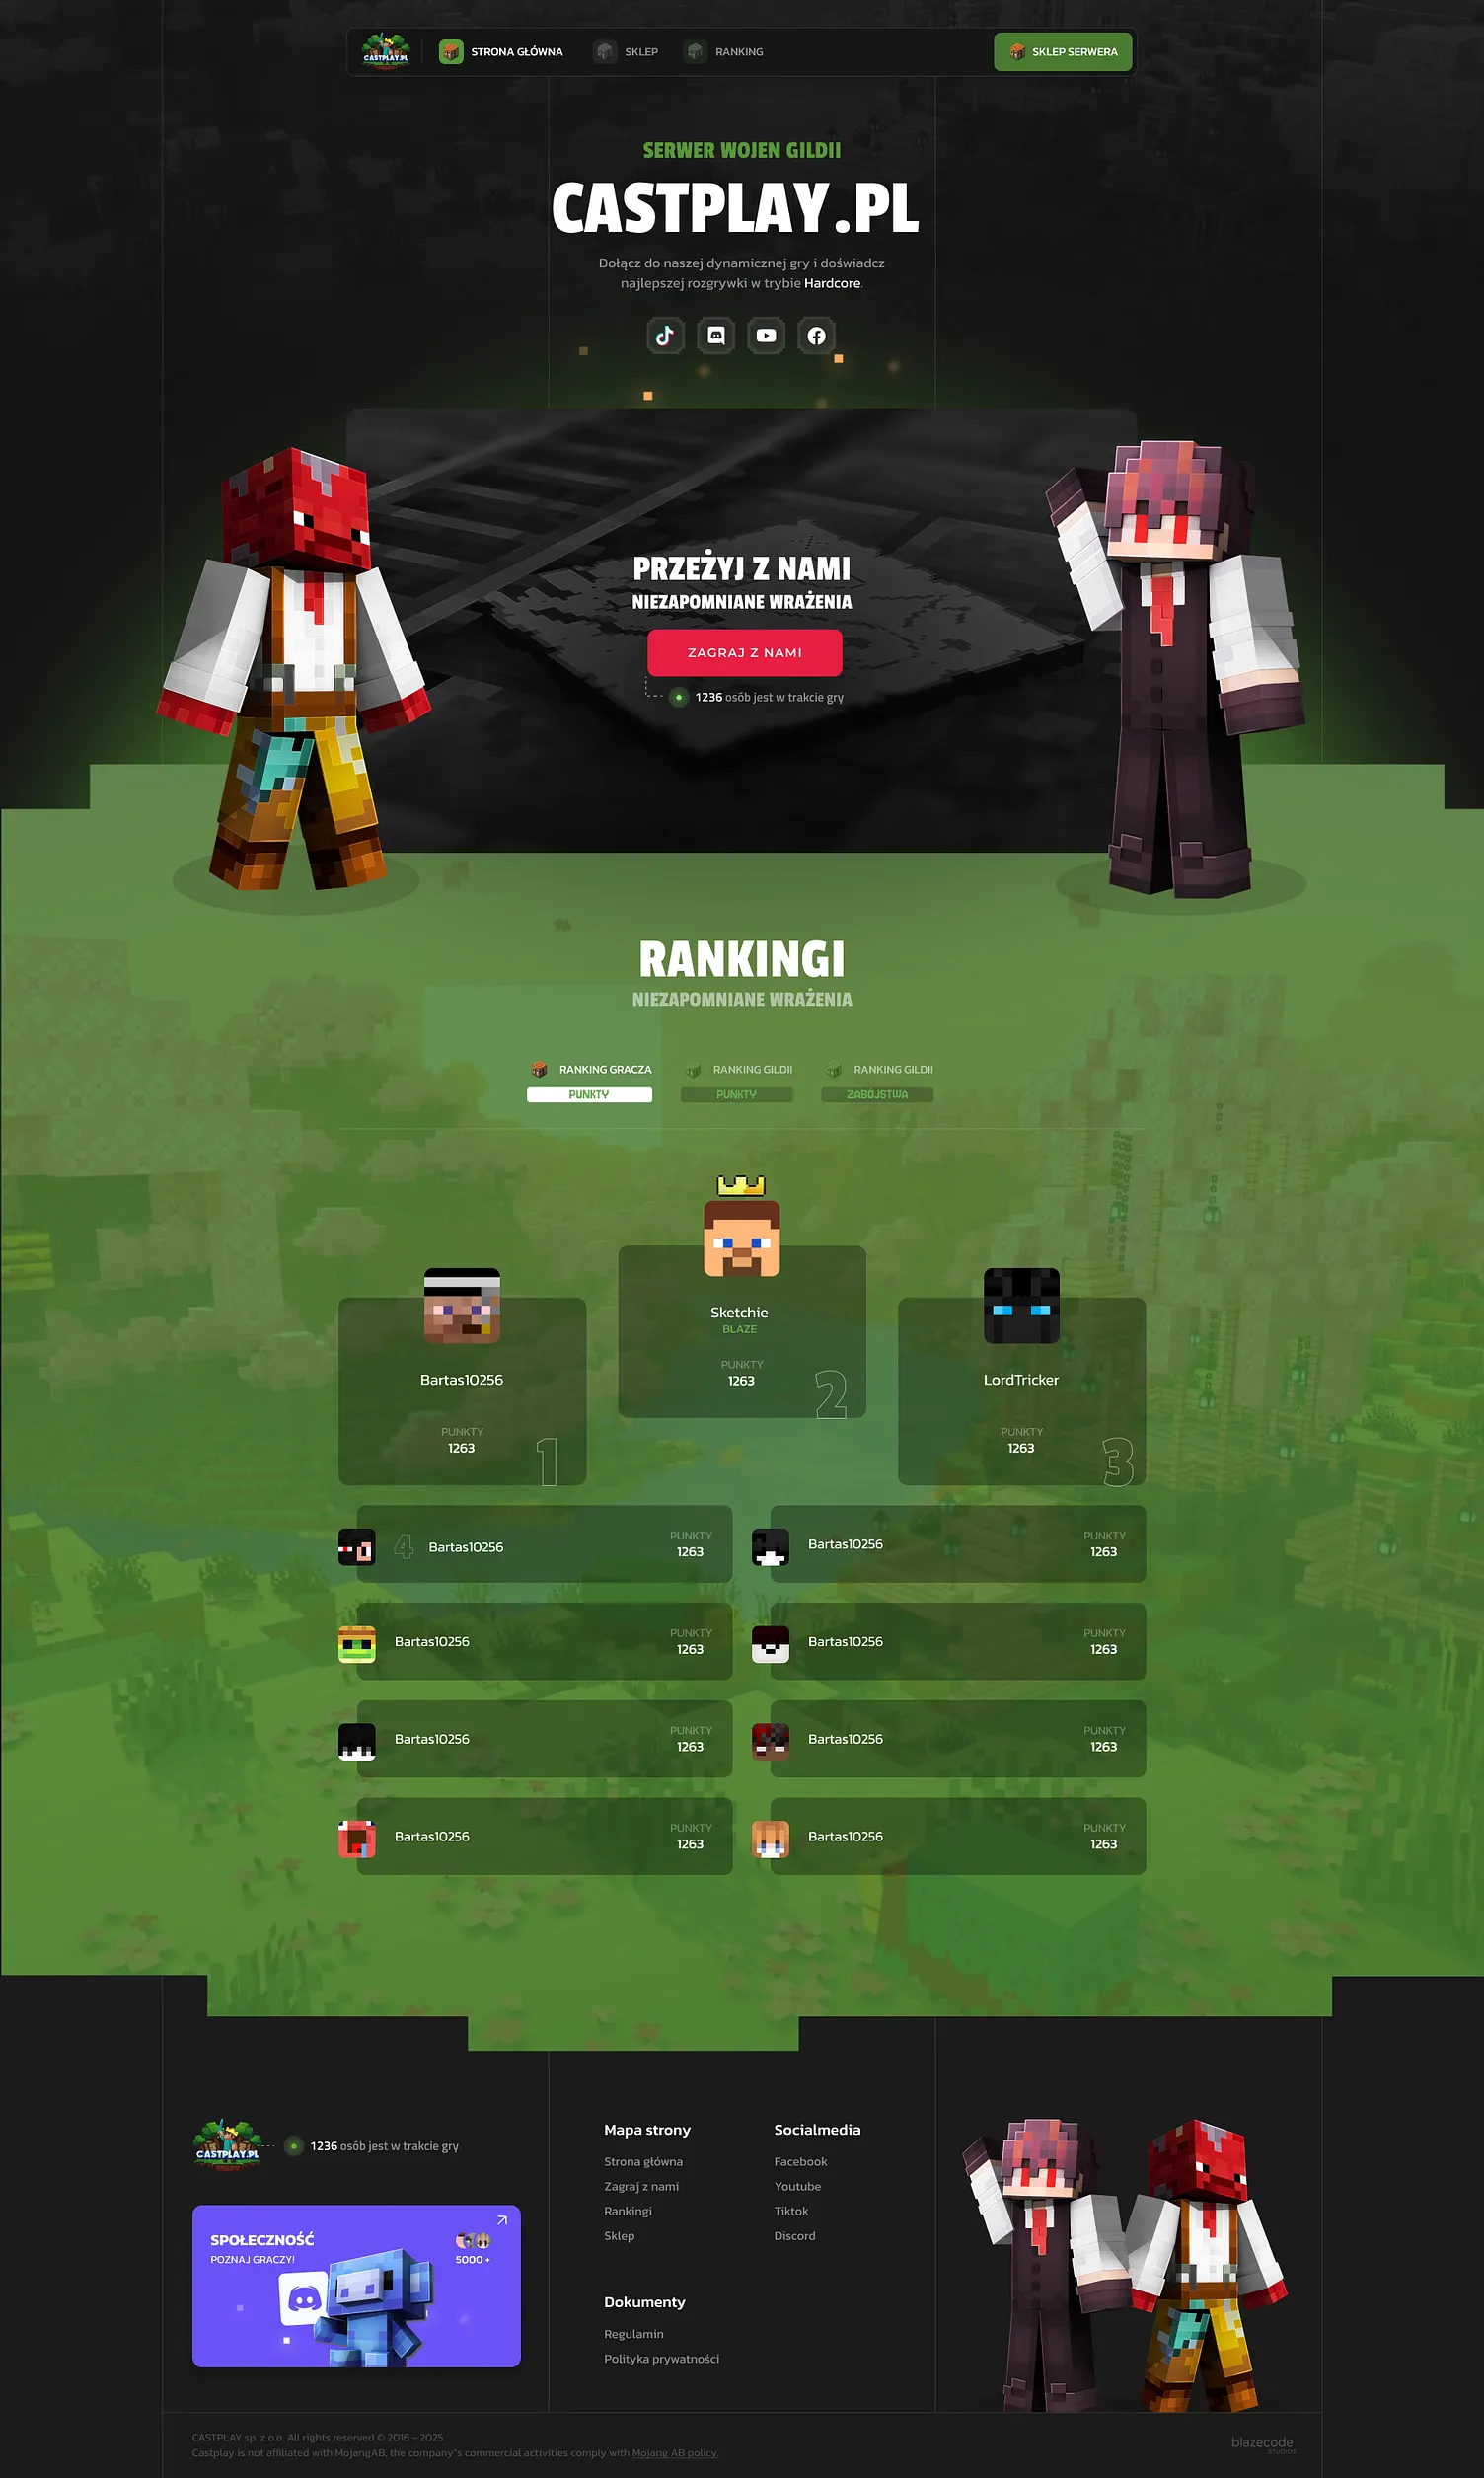 CASTPLAY.PL
STRONA GŁÓWNA
SKLEP
RANKING
SKLEP SERWERA
SERWER WOJEN GILDII
CASTPLAY.PL
Dołącz do naszej dynamicznej gry i doświadcz
najlepszej rozgrywki w trybie Hardcore.
PRZEŻYJ Z NAMI
NIEZAPOMNIANE WRAŻENIA
ZAGRAJ Z NAMI
1236 osób jest w trakcie gry
RANKINGI
NIEZAPOMNIANE WRAŻENIA
RANKING GRACZA
PUNKTY
RANKING GILDII
PUNKTY
RANKING GILDII
ZABÓJSTWA
Bartas10256
PUNKTY
1263
1
Sketchie
BLAZE
PUNKTY
1263
2
LordTricker
PUNKTY
1263
3
4
Bartas10256
PUNKTY
1263
Bartas10256
PUNKTY
1263
Bartas10256
PUNKTY
1263
Bartas10256
PUNKTY
1263
Bartas10256
PUNKTY
1263
Bartas10256
PUNKTY
1263
Bartas10256
PUNKTY
1263
Bartas10256
PUNKTY
1263
CASTPLAY.PL
1236 osób jest w trakcie gry
SPOŁECZNOŚĆ
POZNAJ GRACZY!
5000 +
Mapa strony
Strona główna
Zagraj z nami
Rankingi
Sklep
Socialmedia
Facebook
Youtube
Tiktok
Discord
Dokumenty
Regulamin
Polityka prywatności
CASTPLAY sp. z o.o. All rights reserved © 2016 - 2025.
Castplay is not affiliated with MojangAB, the company"s commercial activities comply with Mojang AB policy.
blazecode
STUDIOS